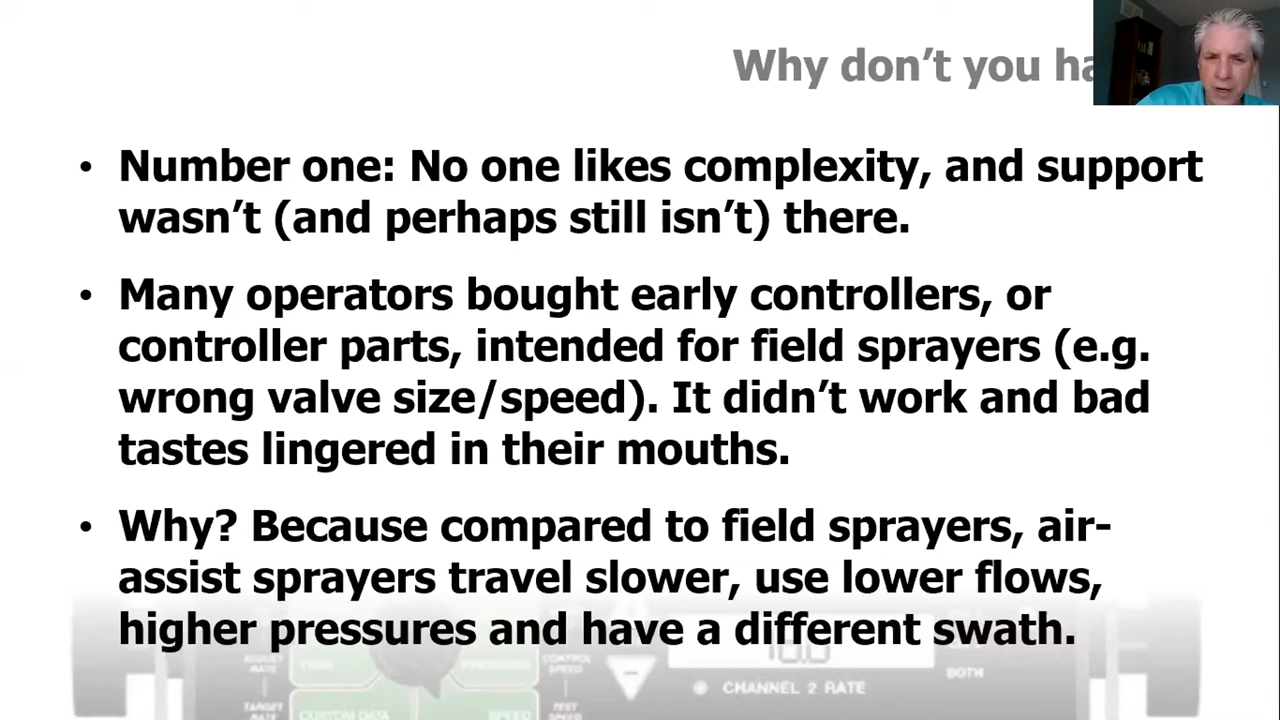 Why don’t you
• Number one: No one likes complexity, and support
wasn’t (and perhaps still isn’t) there.
• Many operators bought early controllers, or
controller parts, intended for field sprayers (e.g.
wrong valve size/speed). It didn’t work and bad
tastes lingered in their mouths.
• Why? Because compared to field sprayers, air-
assist sprayers travel slower, use lower flows,
higher pressures and have a different swath.
BOTH
CHANNEL 2 RATE
CUSTOM DATA
SPEED